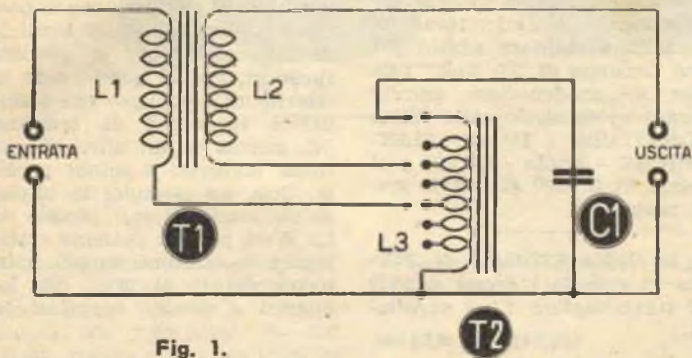 L1
L2
ENTRATA
USCITA
C1
L3
T1
T2
Fig. 1.